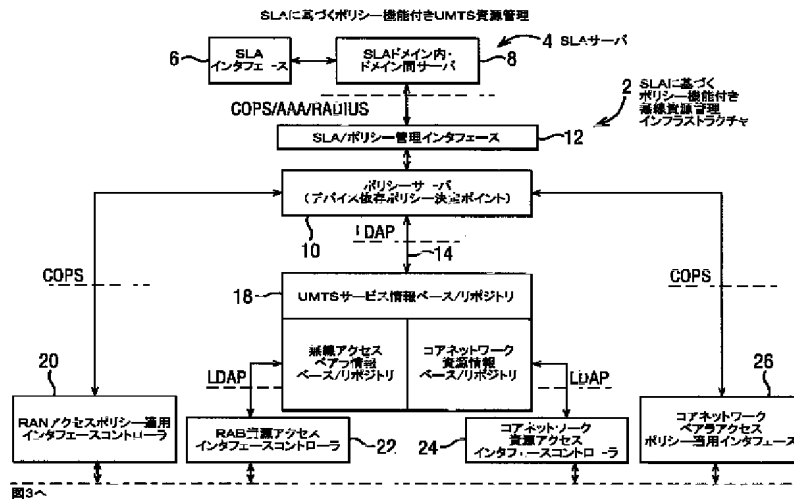 SLAに基づくポリシー機能付きUMTS資源管理
6
SLA
インタフェース
SLAドメイン内・
ドメイン間サーバ
8
4 SLAサーバ
COPS/AAA/RADIUS
2
SLAに基づく
ポリシー機能付き
無線資源管理
インフラストラクチャ
SLA/ポリシー管理インタフェース
12
ポリシーサーバ
(デバイス依存ポリシー決定ポイント)
10
LDAP
14
COPS
COPS
18
UMTSサービス情報ベース/リポジトリ
無線アクセス
ベアラ情報
ベース/リポジトリ
コアネットワーク
資源情報
ベース/リポジトリ
LDAP
LDAP
20
RANアクセスポリシー適用
インタフェースコントローラ
RAB資源アクセス
インタフェースコントローラ
22
24
コアネットワーク
資源アクセス
インタフェースコントローラ
26
コアネットワーク
ベアラアクセス
ポリシー適用インタフェース
図3へ